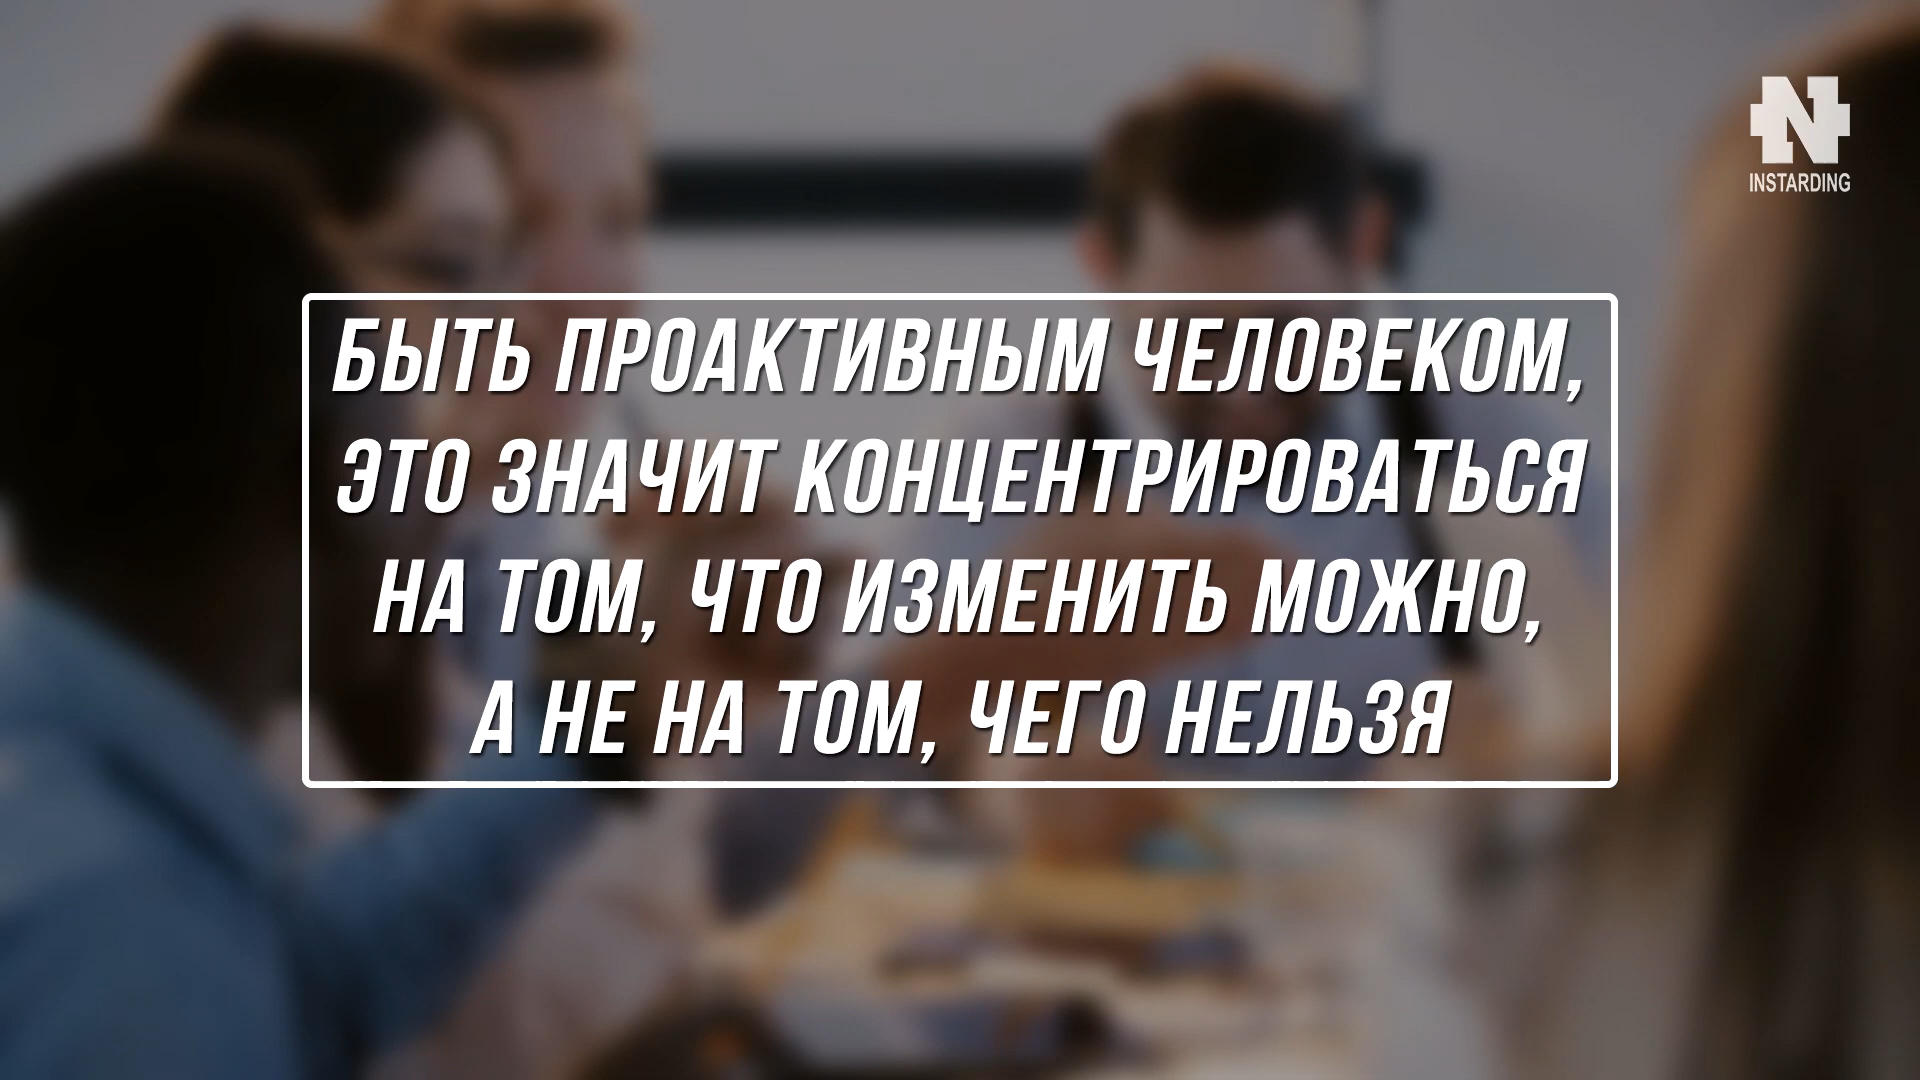 INSTARDING
БЫТЬ ПРОАКТИВНЫМ ЧЕЛОВЕКОМ,
ЭТО ЗНАЧИТ КОНЦЕНТРИРОВАТЬСЯ
НА ТОМ, ЧТО ИЗМЕНИТЬ МОЖНО,
А НЕ НА ТОМ, ЧЕГО НЕЛЬЗЯ